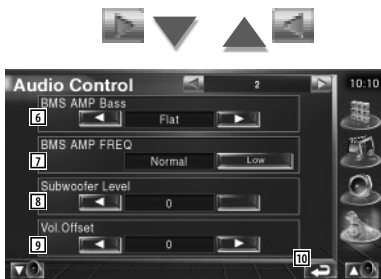 Audio Control 2 10:10
BMS AMP Bass
6 Flat
BMS AMP FREQ
7 Normal Low
Subwoofer Level
8 0
Vol.Offset
9 0
10